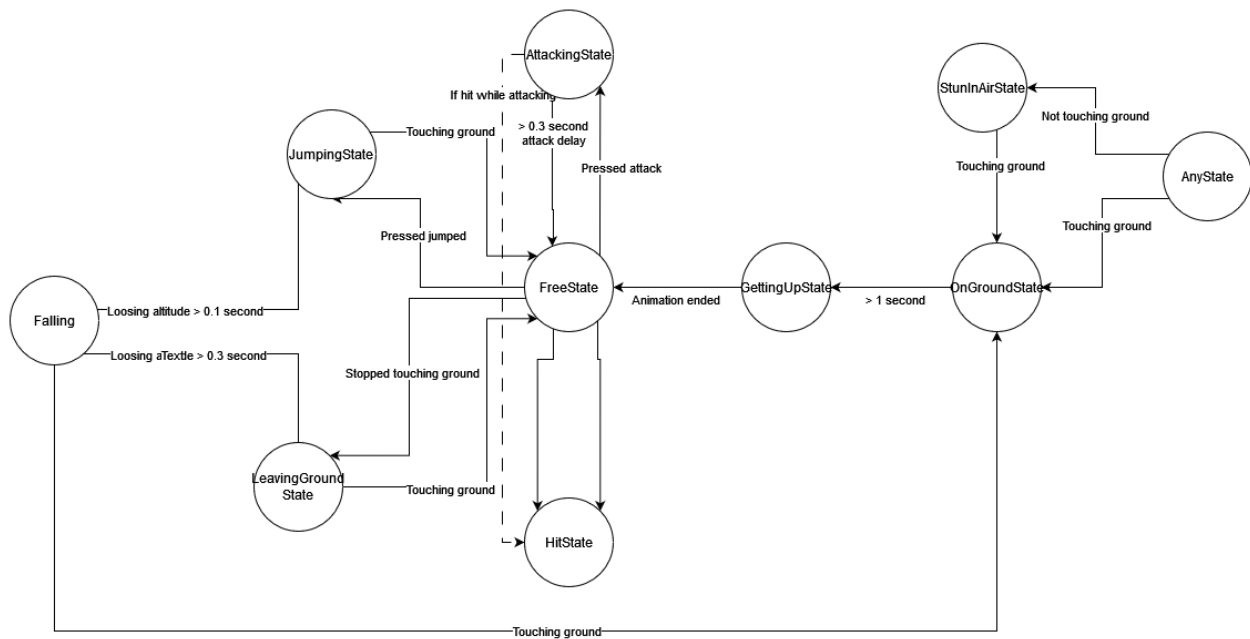 AttackingState
StunInAirState
If hit while attacking
Not touching ground
> 0.3 second
attack delay
Touching ground
JumpingState
Pressed attack
Touching ground
AnyState
Touching ground
Pressed jumped
FreeState
GettingUpState
OnGroundState
Animation ended
> 1 second
Loosing altitude > 0.1 second
Falling
Loosing aTextle > 0.3 second
Stopped touching ground
LeavingGround
State
Touching ground
HitState
Touching ground